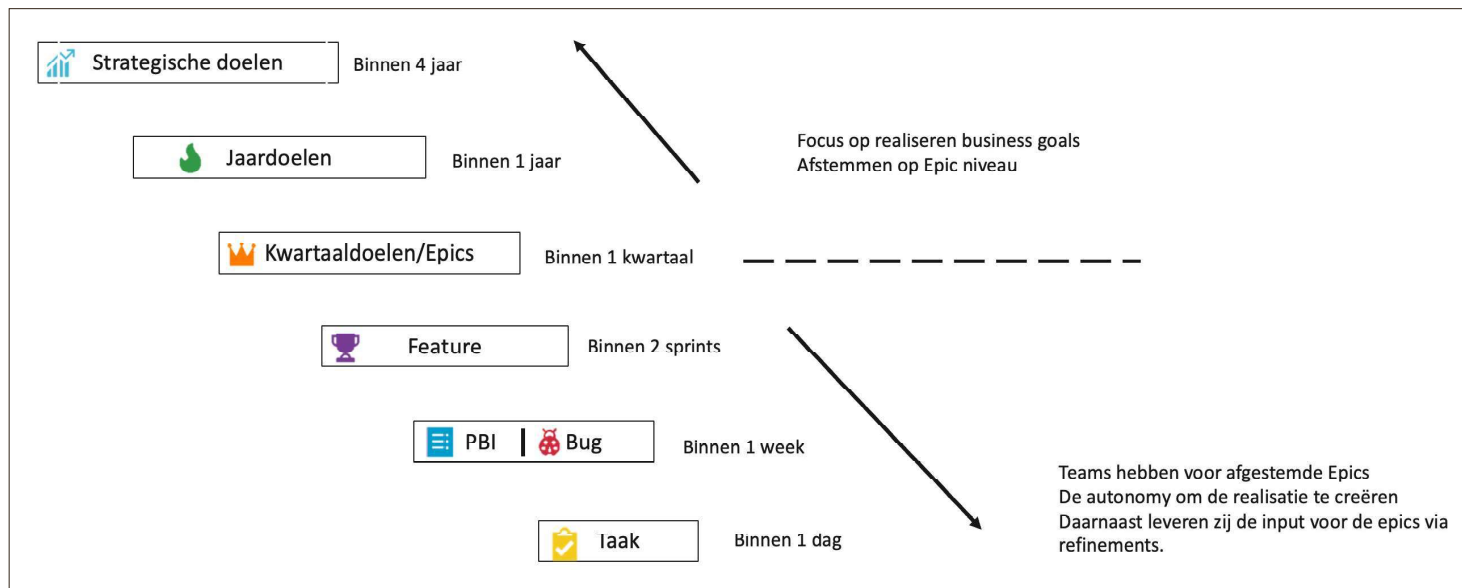 Strategische doelen
Binnen 4 jaar
Jaardoelen
Binnen 1 jaar
Focus op realiseren business goals
Afstemmen op Epic niveau
Kwartaaldoelen/Epics
Binnen 1 kwartaal
Feature
Binnen 2 sprints
PBI
Bug
Binnen 1 week
Teams hebben voor afgestemde Epics
De autonomy om de realisatie te creëren
Daarnaast leveren zij de input voor de epics via
refinements.
Taak
Binnen 1 dag